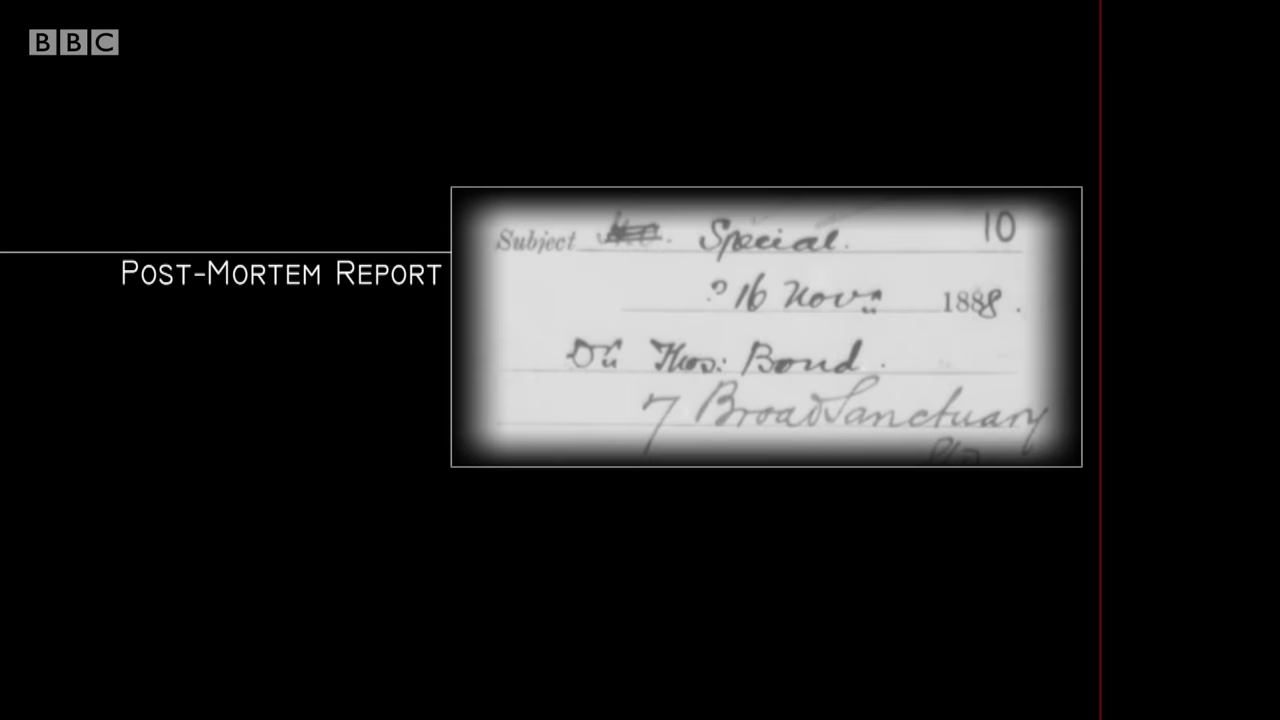 BBC
Subject Special. 10
? 16 Nov. 1888.
POST-MORTEM REPORT
Dr. Thos: Bond.
7 Broad Sanctuary